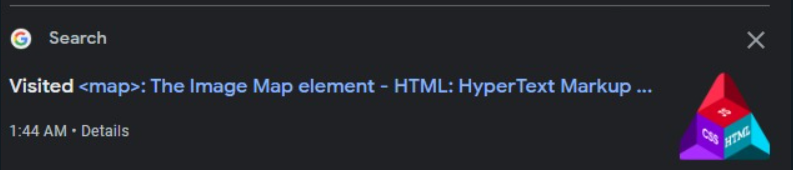 Search
Visited <map>: The Image Map element - HTML: HyperText Markup ...
1:44 AM • Details
CSS
HTML